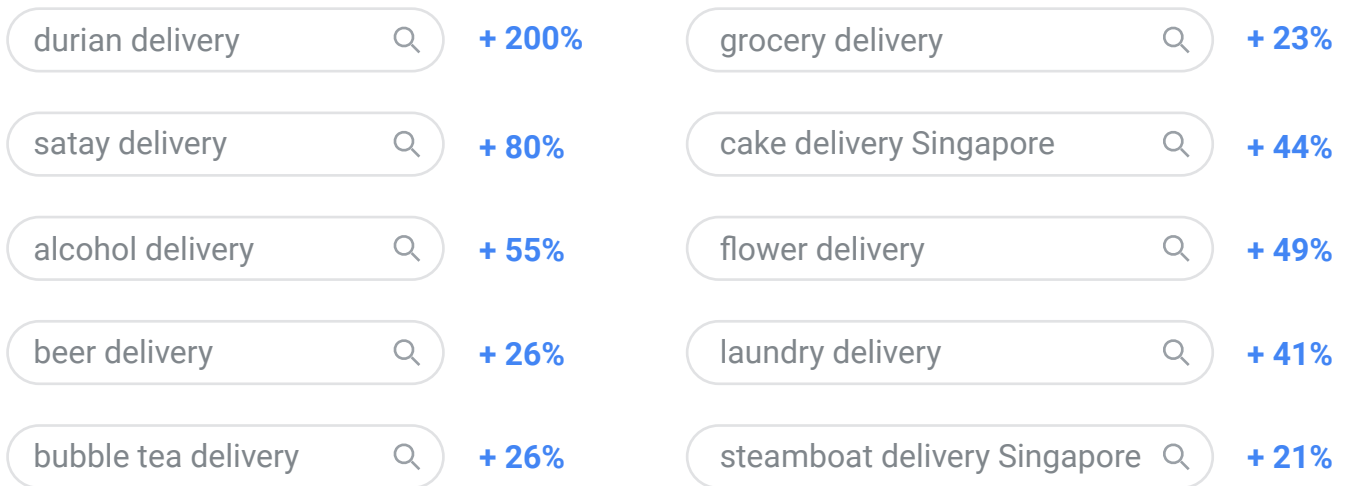 durian delivery + 200%
satay delivery + 80%
alcohol delivery + 55%
beer delivery + 26%
bubble tea delivery + 26%
grocery delivery + 23%
cake delivery Singapore + 44%
flower delivery + 49%
laundry delivery + 41%
steamboat delivery Singapore + 21%